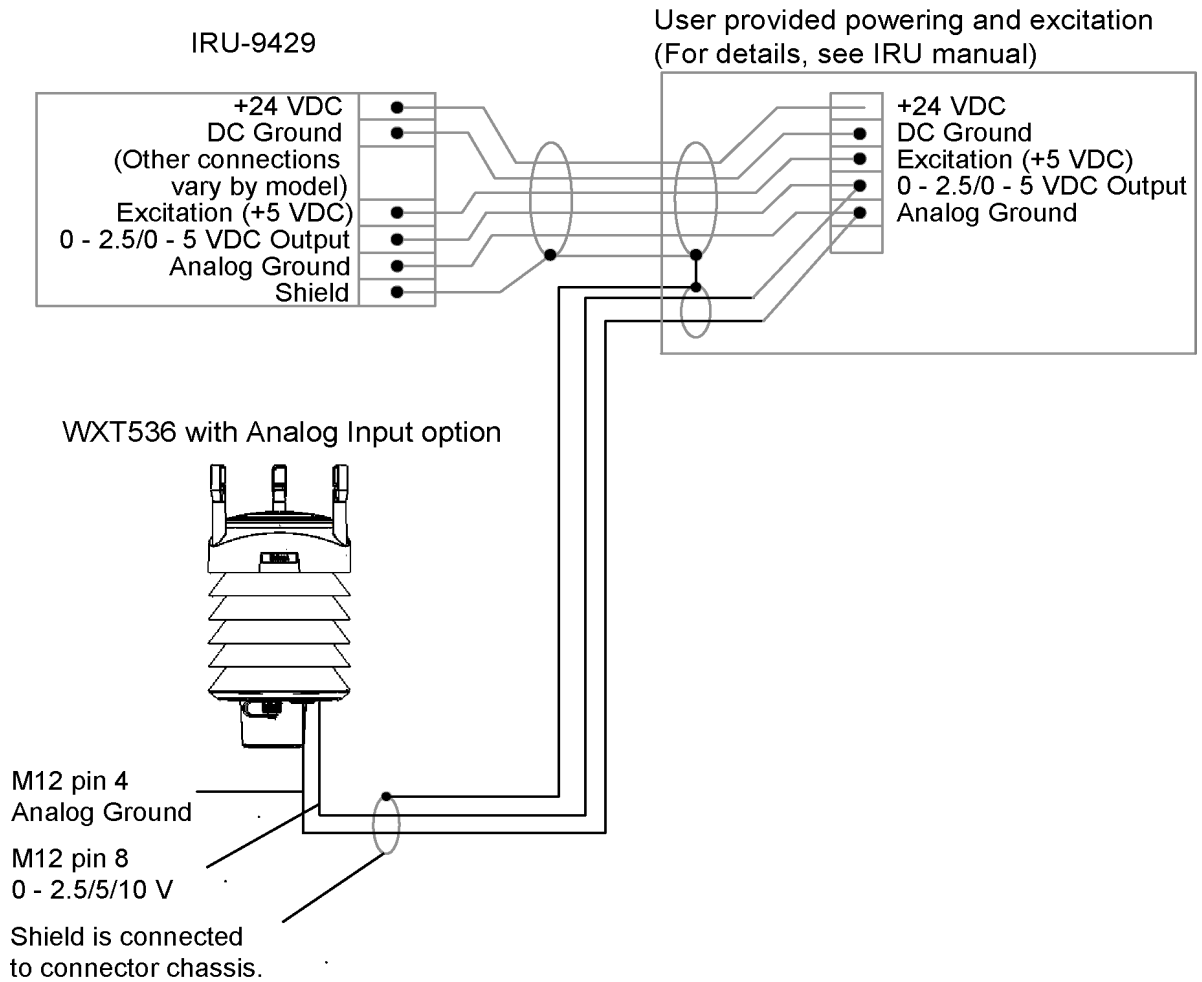 IRU-9429
User provided powering and excitation
(For details, see IRU manual)
+24 VDC
DC Ground
(Other connections
vary by model)
Excitation (+5 VDC)
0 - 2.5/0 - 5 VDC Output
Analog Ground
Shield
+24 VDC
DC Ground
Excitation (+5 VDC)
0 - 2.5/0 - 5 VDC Output
Analog Ground
WXT536 with Analog Input option
M12 pin 4
Analog Ground
M12 pin 8
0 - 2.5/5/10 V
Shield is connected
to connector chassis.